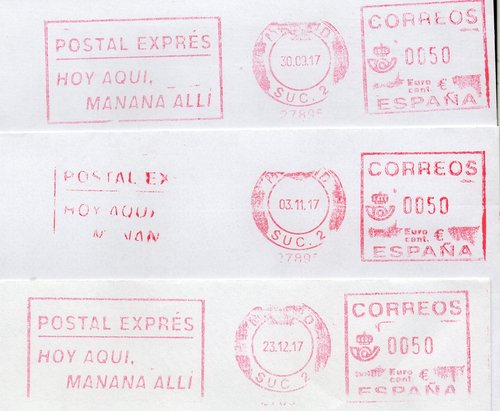 POSTAL EXPRÉS
HOY AQUI,
MANANA ALLÍ
30.09.17
SUC. 2
27895
CORREOS
0050
Euro
cent. €
ESPAÑA
POSTAL EX
HOY AQUI
03.11.17
SUC. 2
CORREOS
0050
Euro
cent. €
ESPAÑA
POSTAL EXPRÉS
HOY AQUI,
MANANA ALLÍ
23.12.17
SUC. 2
CORREOS
0050
Euro
cent. €
ESPAÑA